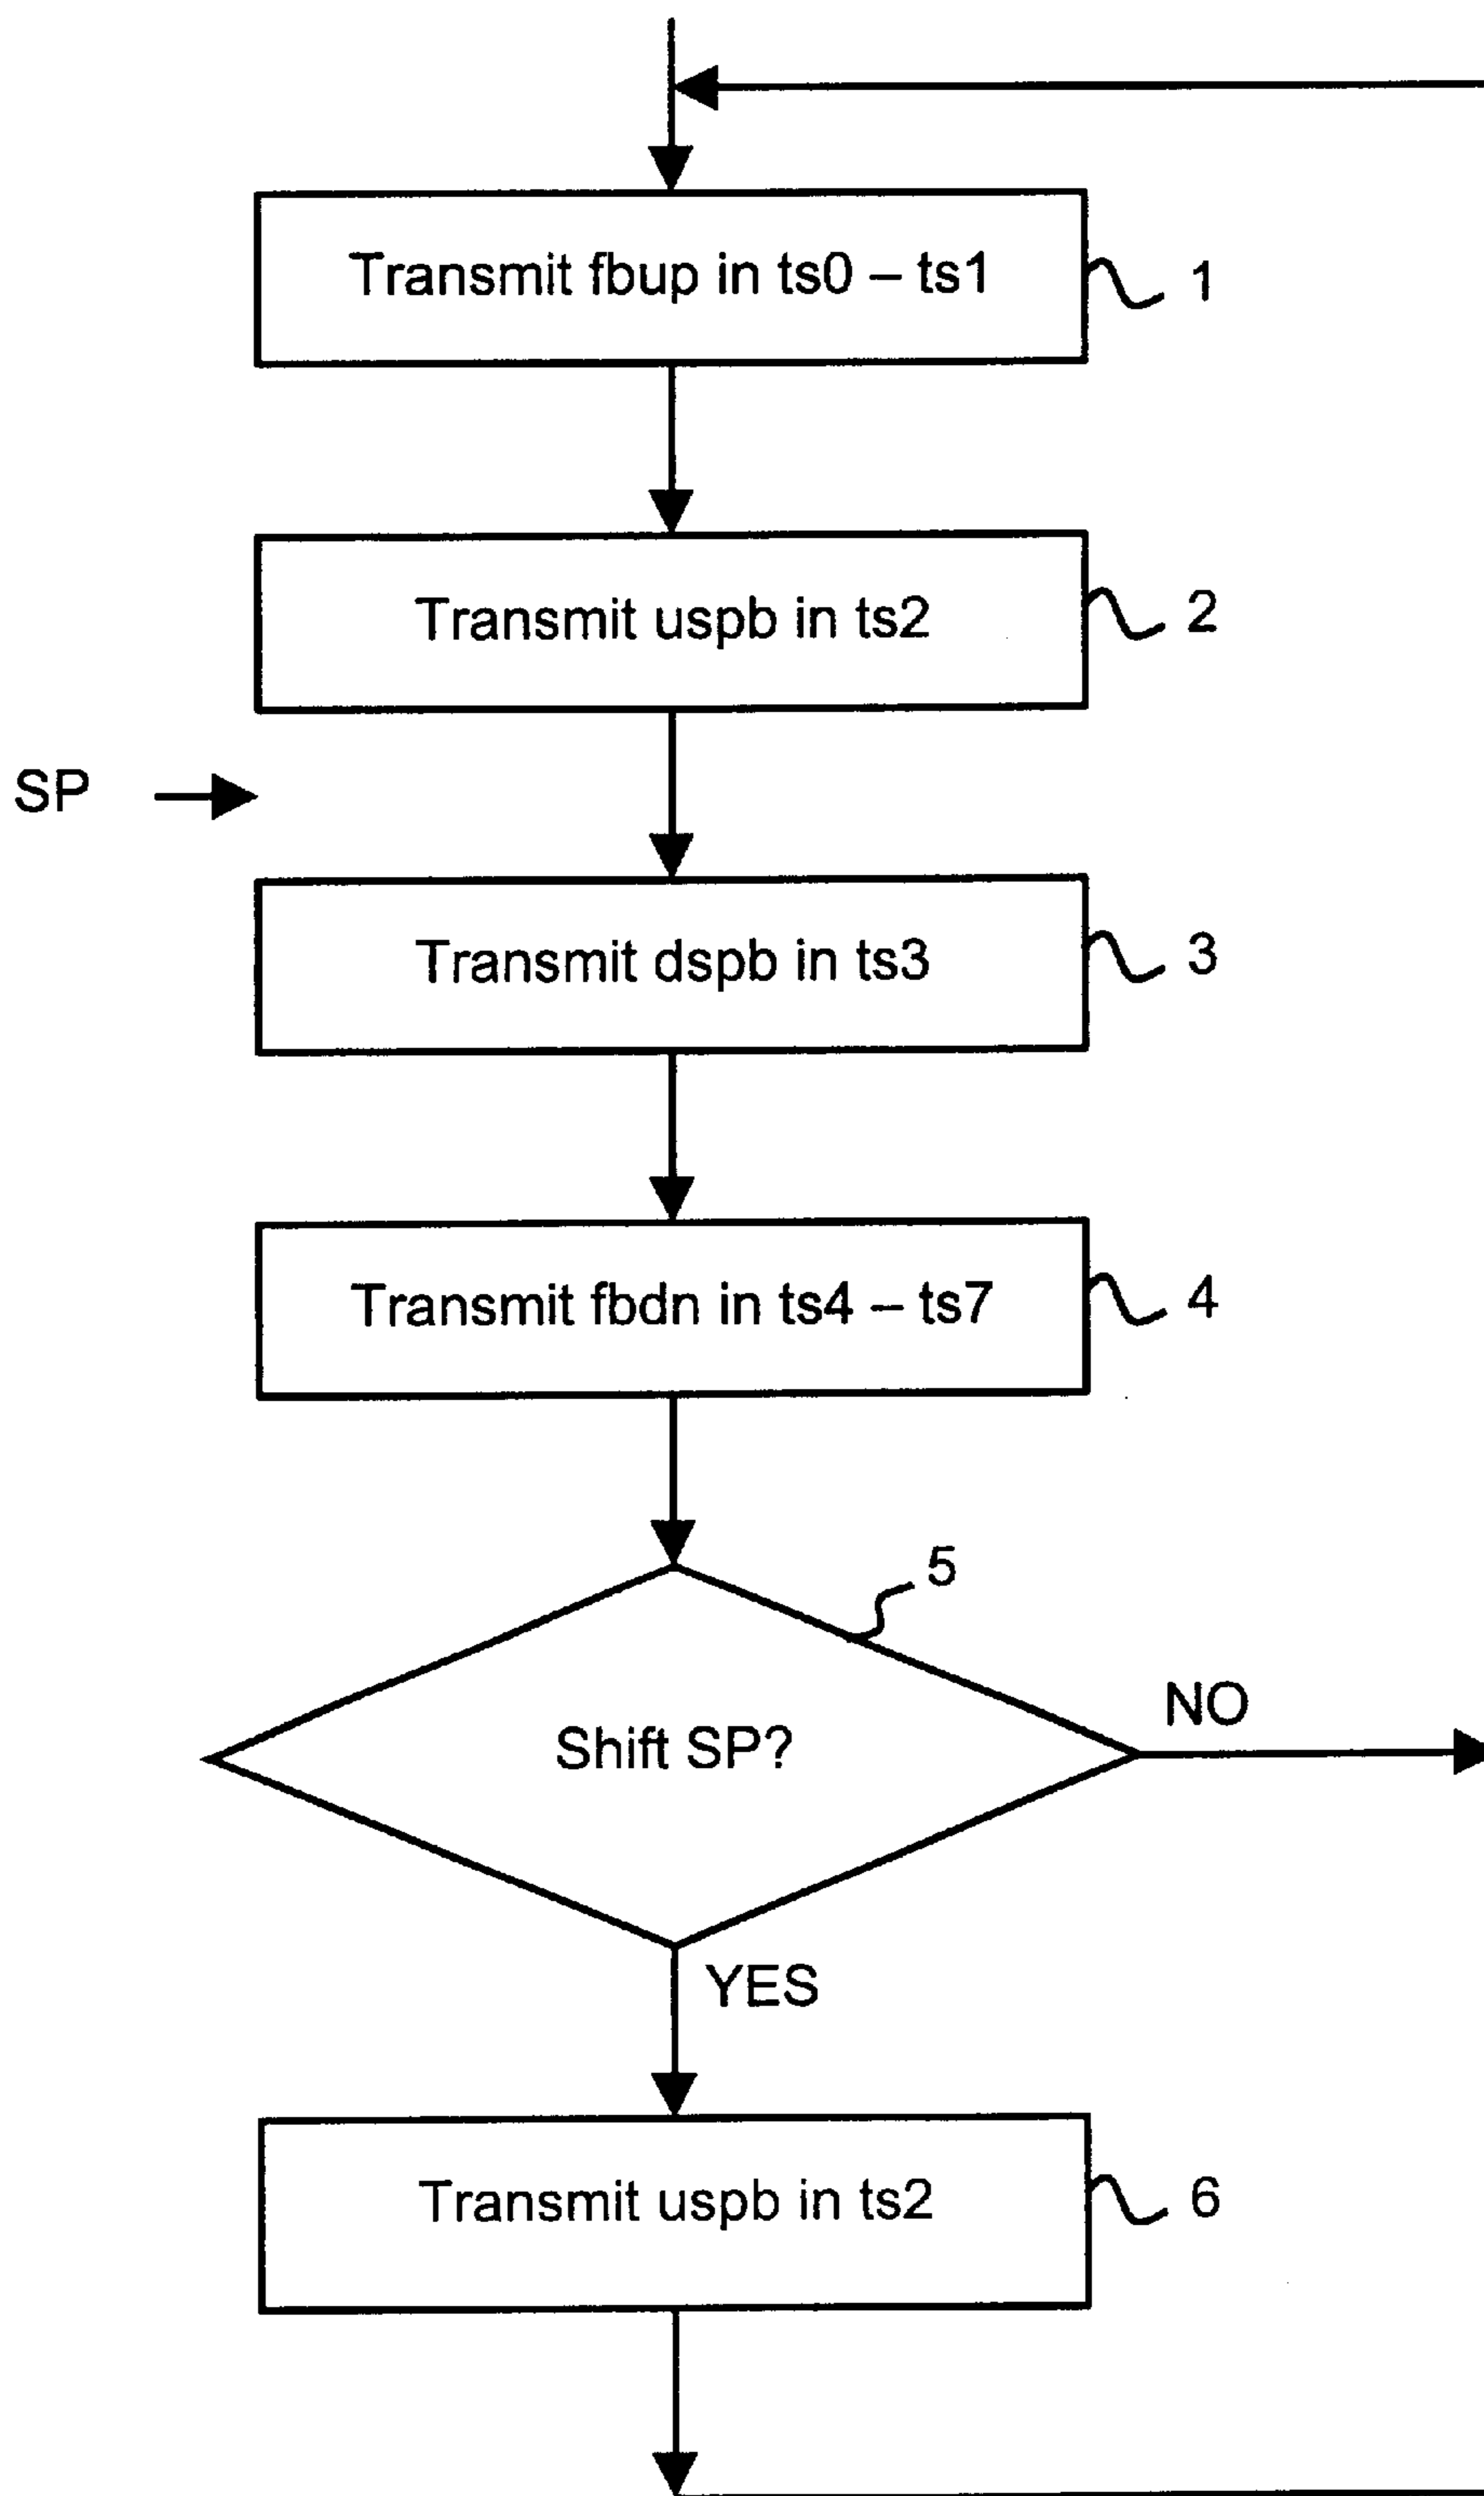 Transmit fbup in ts0 – ts1
1
Transmit uspb in ts2
2
SP
Transmit dspb in ts3
3
Transmit fbdn in ts4 – ts7
4
5
Shift SP?
NO
YES
Transmit uspb in ts2
6